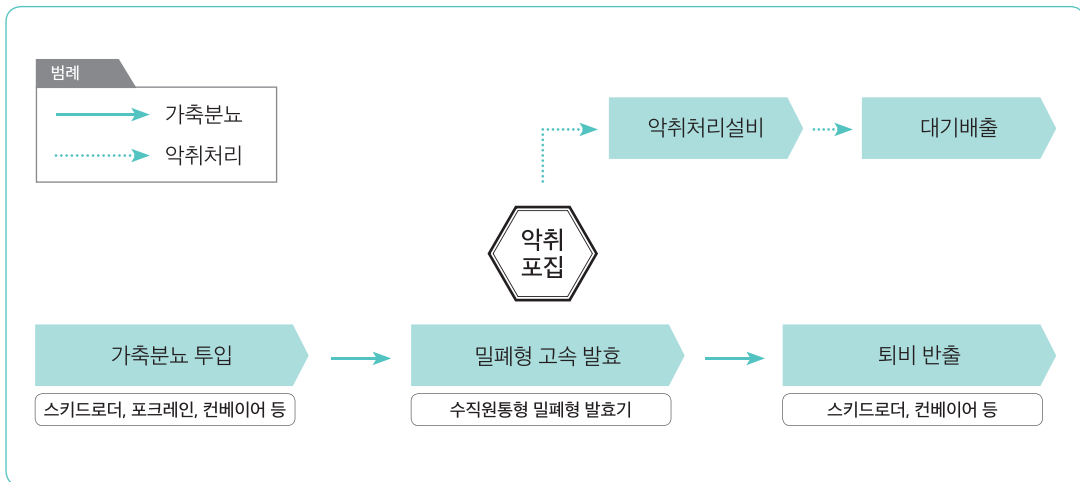 범례
가축분뇨
악취처리
악취처리설비
대기배출
악취
포집
가축분뇨 투입
밀폐형 고속 발효
퇴비 반출
스키드로더, 포크레인, 컨베이어 등
수직원통형 밀폐형 발효기
스키드로더, 컨베이어 등